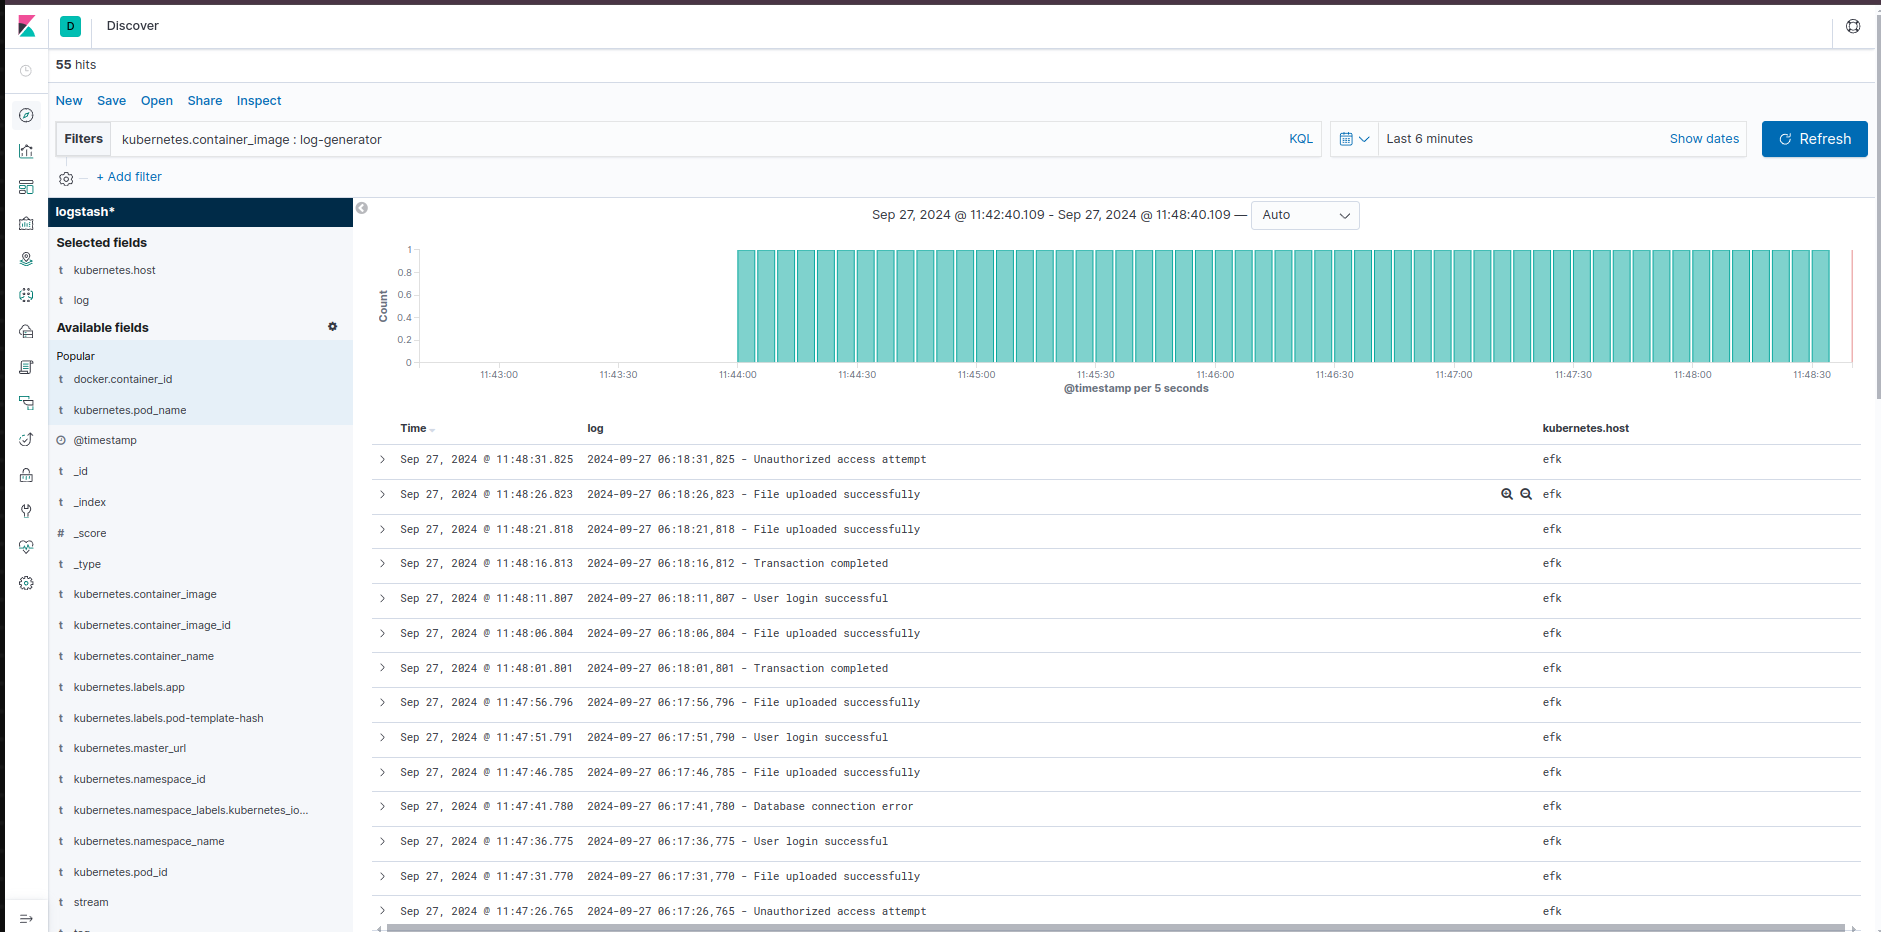 D Discover
55 hits
New Save Open Share Inspect
Filters kubernetes.container_image : log-generator KQL Last 6 minutes Show dates Refresh
+ Add filter
logstash*
Selected fields
t kubernetes.host
t log
Available fields
Popular
t docker.container_id
t kubernetes.pod_name
@timestamp
t _id
t _index
# _score
t _type
t kubernetes.container_image
t kubernetes.container_image_id
t kubernetes.container_name
t kubernetes.labels.app
t kubernetes.labels.pod-template-hash
t kubernetes.master_url
t kubernetes.namespace_id
t kubernetes.namespace_labels.kubernetes_io...
t kubernetes.namespace_name
t kubernetes.pod_id
t stream
Sep 27, 2024 @ 11:42:40.109 - Sep 27, 2024 @ 11:48:40.109 — Auto
Count
1
0.8
0.6
0.4
0.2
0
11:43:00 11:43:30 11:44:00 11:44:30 11:45:00 11:45:30 11:46:00 11:46:30 11:47:00 11:47:30 11:48:00 11:48:30
@timestamp per 5 seconds
Time log kubernetes.host
Sep 27, 2024 @ 11:48:31.825 2024-09-27 06:18:31,825 - Unauthorized access attempt efk
Sep 27, 2024 @ 11:48:26.823 2024-09-27 06:18:26,823 - File uploaded successfully efk
Sep 27, 2024 @ 11:48:21.818 2024-09-27 06:18:21,818 - File uploaded successfully efk
Sep 27, 2024 @ 11:48:16.813 2024-09-27 06:18:16,812 - Transaction completed efk
Sep 27, 2024 @ 11:48:11.807 2024-09-27 06:18:11,807 - User login successful efk
Sep 27, 2024 @ 11:48:06.804 2024-09-27 06:18:06,804 - File uploaded successfully efk
Sep 27, 2024 @ 11:48:01.801 2024-09-27 06:18:01,801 - Transaction completed efk
Sep 27, 2024 @ 11:47:56.796 2024-09-27 06:17:56,796 - File uploaded successfully efk
Sep 27, 2024 @ 11:47:51.791 2024-09-27 06:17:51,790 - User login successful efk
Sep 27, 2024 @ 11:47:46.785 2024-09-27 06:17:46,785 - File uploaded successfully efk
Sep 27, 2024 @ 11:47:41.780 2024-09-27 06:17:41,780 - Database connection error efk
Sep 27, 2024 @ 11:47:36.775 2024-09-27 06:17:36,775 - User login successful efk
Sep 27, 2024 @ 11:47:31.770 2024-09-27 06:17:31,770 - File uploaded successfully efk
Sep 27, 2024 @ 11:47:26.765 2024-09-27 06:17:26,765 - Unauthorized access attempt efk